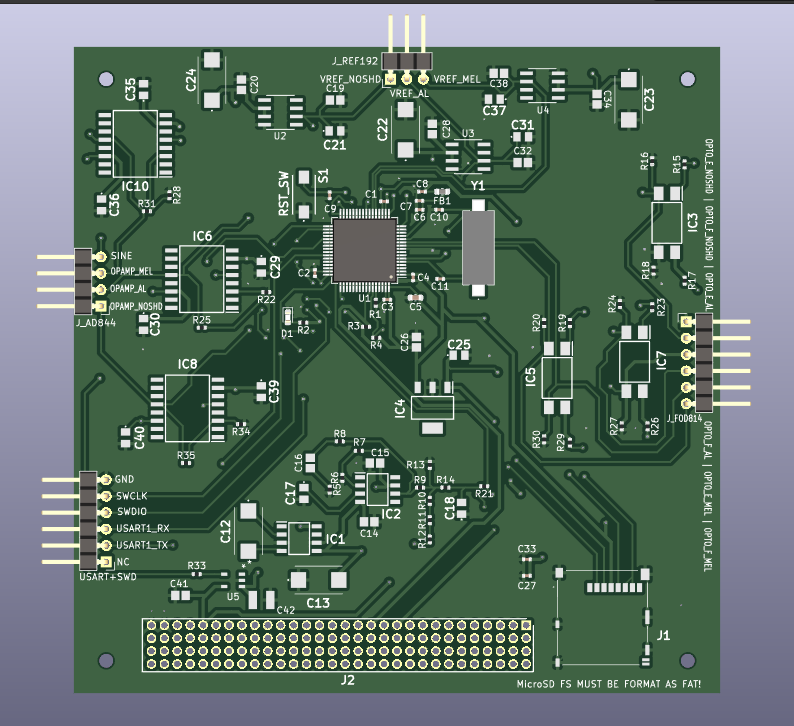 J_REF192
VREF_NOSHD
VREF_MEL
VREF_AL
C35
C24
C20
C19
C21
U2
C22
C28
C38
C37
U4
C34
C23
U3
C31
C32
IC10
C36
R31
R28
RST_SW
S1
C9
C1
C8
C7
FB1
C6
C10
Y1
R16
R15
IC3
R18
R17
OPTO_E_NOSHD | OPTO_F_NOSHD | OPTO_E_AL
SINE
OPAMP_MEL
OPAMP_AL
OPAMP_NOSHD
J_AD844
IC6
C29
R22
C30
R25
C2
U1
C4
C11
C3
C5
R1
R3
R4
D1
R2
C26
C25
IC4
R20
R19
IC5
R30
R29
R24
R23
IC7
R27
R26
J_FOD814
OPTO_F_AL | OPTO_E_MEL | OPTO_F_MEL
IC8
C39
C40
R34
R35
R8
R7
C16
C15
R6
R5
C17
IC2
C14
R13
R9
R14
R10
R11
R12
C18
R21
GND
SWCLK
SWDIO
USART1_RX
USART1_TX
NC
USART+SWD
C12
IC1
R33
U5
C41
C42
C13
C33
C27
J1
J2
MicroSD FS MUST BE FORMAT AS FAT!